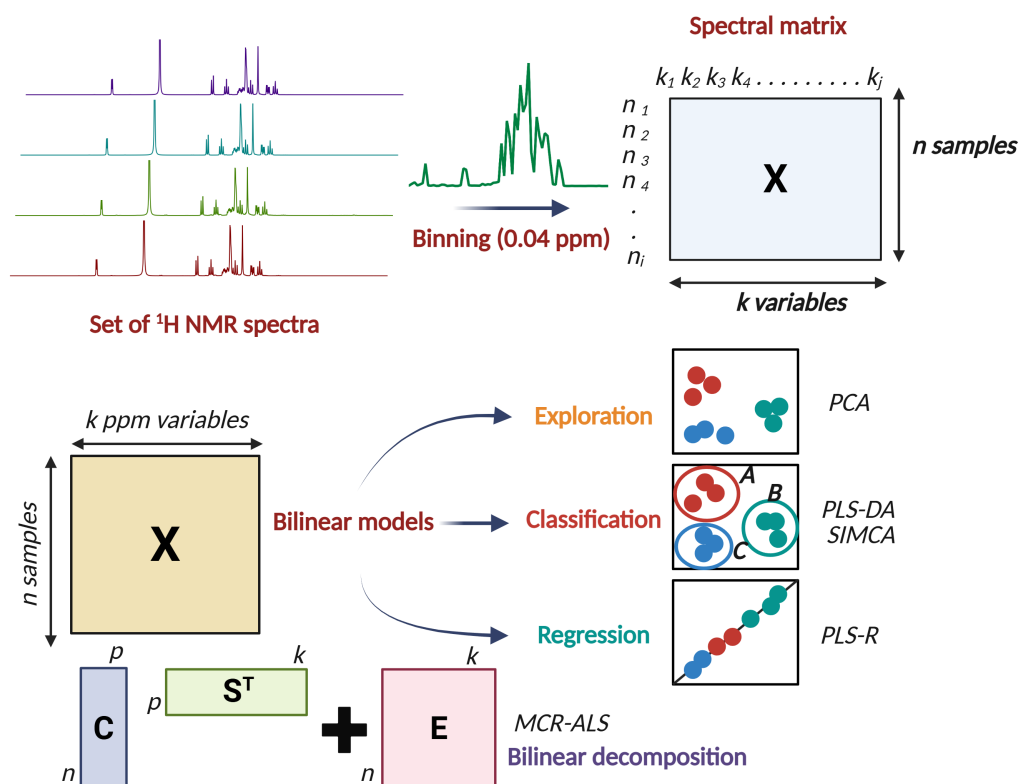 Spectral matrix
k1 k2 k3 k4 . . . . . . . . . . kj
n 1
n 2
n 3
n 4
.
.
ni
X
n samples
k variables
Binning (0.04 ppm)
Set of ¹H NMR spectra
k ppm variables
n samples
X
Bilinear models
Exploration
PCA
Classification
A
B
C
PLS-DA
SIMCA
Regression
PLS-R
p
C
n
k
p
Sᵀ
k
E
n
MCR-ALS
Bilinear decomposition